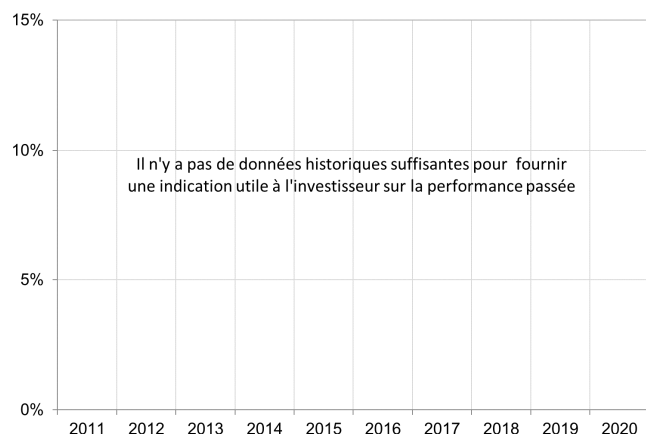 15%
10%
Il n'y a pas de données historiques suffisantes pour fournir
une indication utile à l'investisseur sur la performance passée
5%
0%
2011 2012 2013 2014 2015 2016 2017 2018 2019 2020